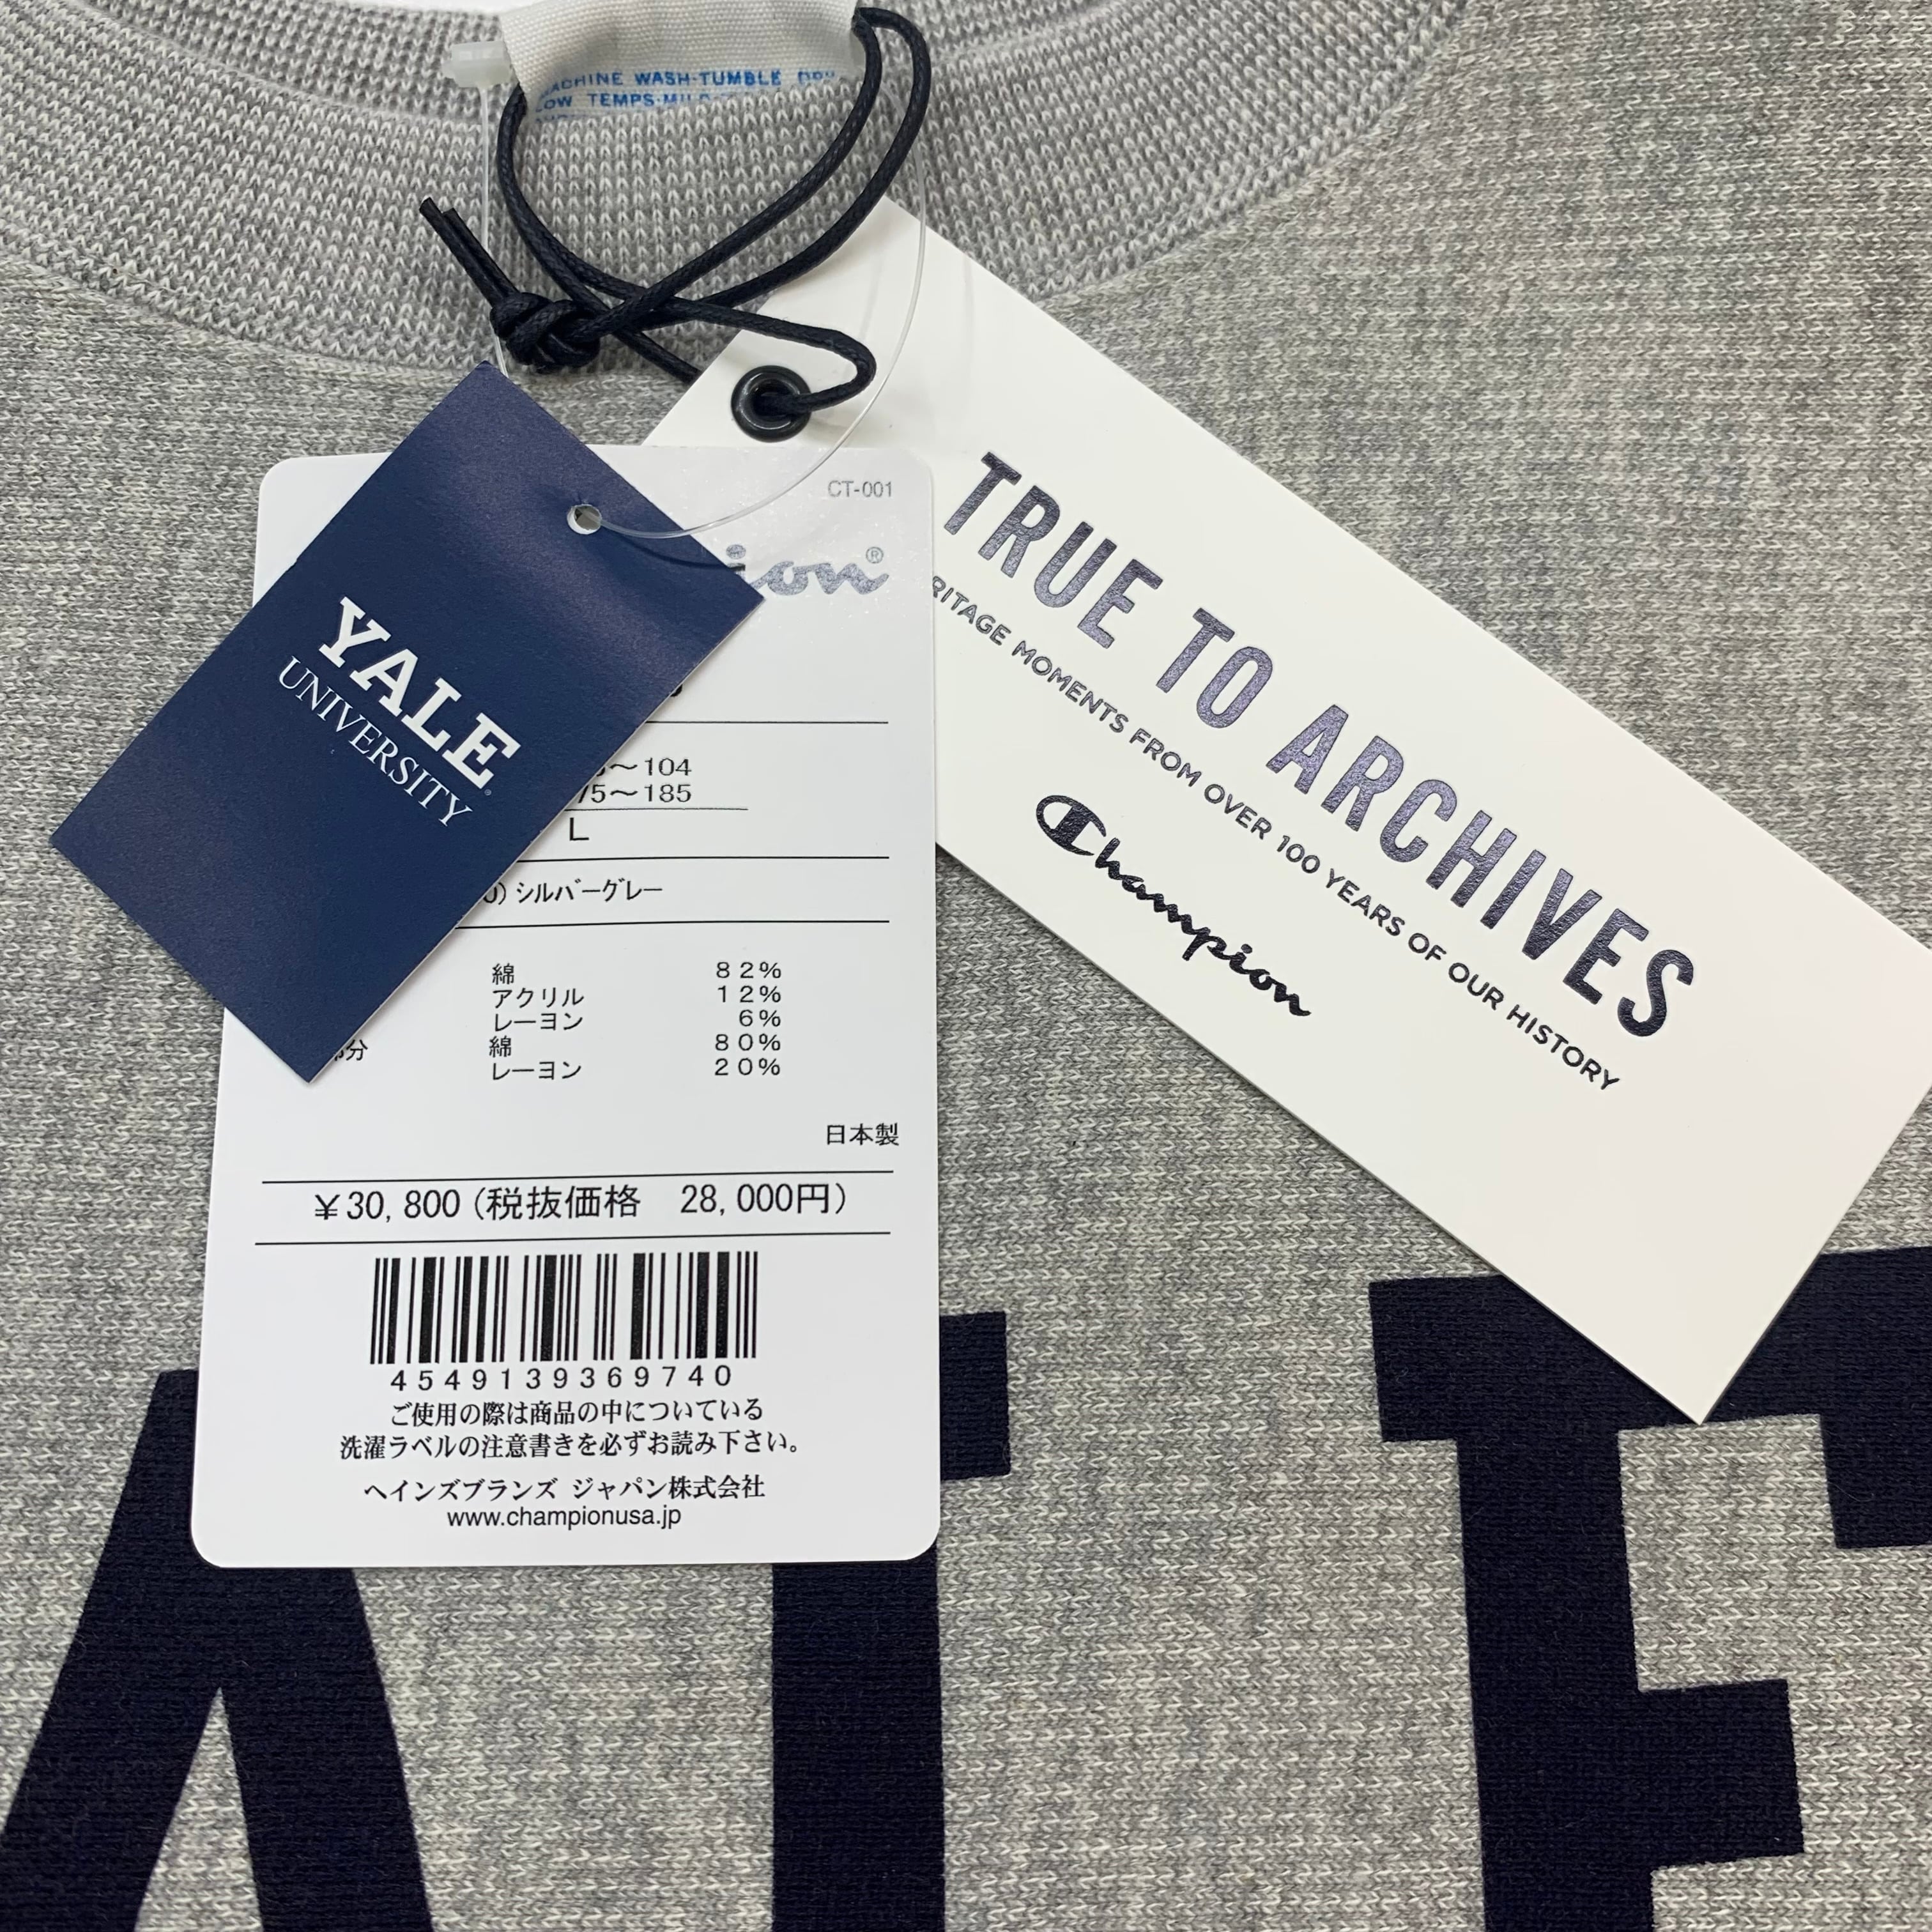 WASH-TUMBLE
TEMPS
CT-001
YALE
UNIVERSITY
TRUE TO ARCHIVES
MOMENTS FROM OVER 100 YEARS OF OUR HISTORY
Champion
〜104
〜185
L
シルバーグレー
綿 82%
アクリル 12%
レーヨン 6%
綿 80%
レーヨン 20%
日本製
¥30,800(税抜価格 28,000円)
4549139369740
ご使用の際は商品の中についている
洗濯ラベルの注意書きを必ずお読み下さい。
ヘインズブランズ ジャパン株式会社
www.championusa.jp